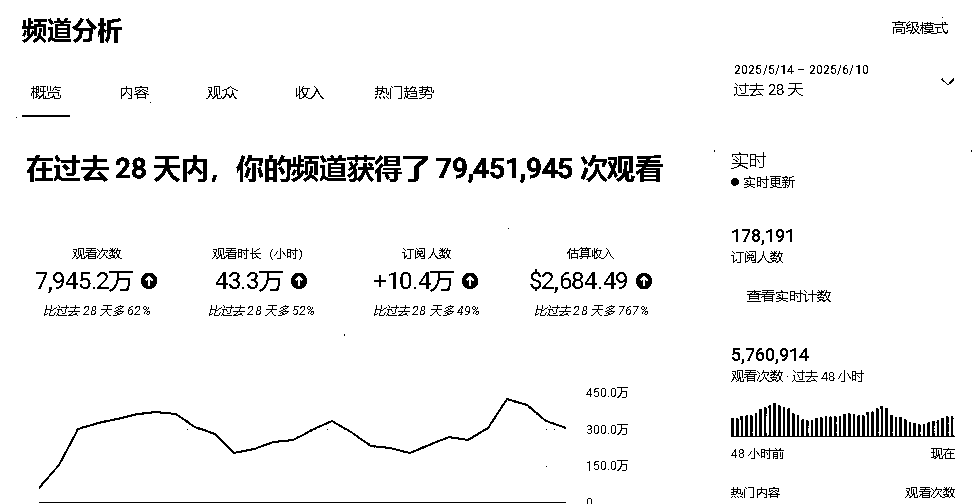 频道分析
高级模式
概览 内容 观众 收入 热门趋势
2025/5/14 – 2025/6/10
过去 28 天
在过去 28 天内，你的频道获得了 79,451,945 次观看
观看次数
7,945.2万
比过去 28 天多 62%
观看时长（小时）
43.3万
比过去 28 天多 52%
订阅人数
+10.4万
比过去 28 天多 49%
估算收入
$2,684.49
比过去 28 天多 767%
450.0万
300.0万
150.0万
0
实时
实时更新
178,191
订阅人数
查看实时计数
5,760,914
观看次数 · 过去 48 小时
48 小时前 现在
热门内容 观看次数